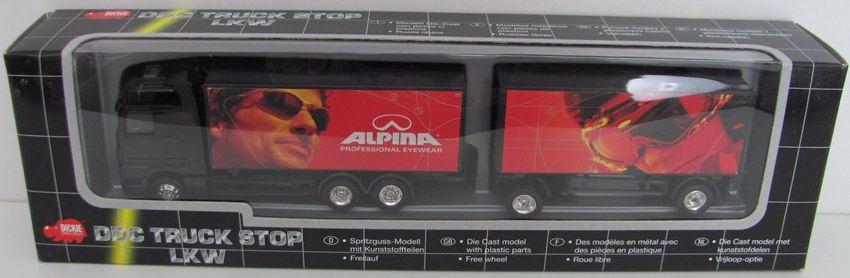 DICKIE
DDC TRUCK STOP
LKW
ALPINA
PROFESSIONAL EYEWEAR
DICKIE
DDC TRUCK STOP
LKW
D • Spritzguss-Modell
mit Kunststoffteilen
• Freilauf
GB • Die Cast model
with plastic parts
• Free wheel
F • Des modèles en métal avec
des pièces en plastique
• Roue libre
NL • Die Cast model met
kunststofdelen
• Vrijloop-optie